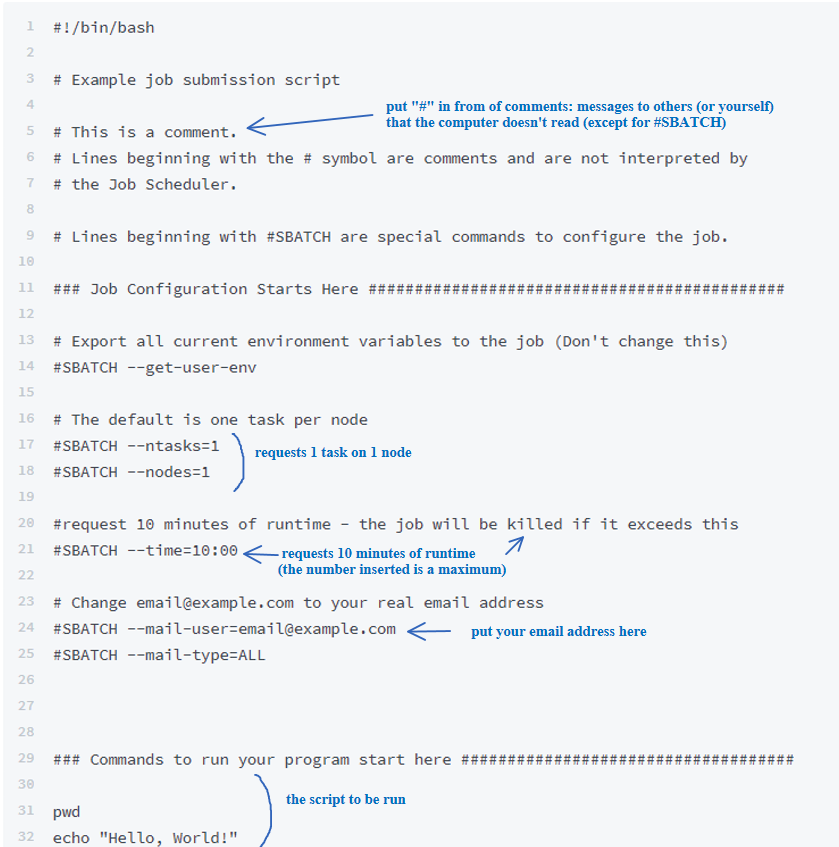 1 #!/bin/bash
2
3 # Example job submission script
4
put "#" in from of comments: messages to others (or yourself)
that the computer doesn't read (except for #SBATCH)
5 # This is a comment.
6 # Lines beginning with the # symbol are comments and are not interpreted by
7 # the Job Scheduler.
8
9 # Lines beginning with #SBATCH are special commands to configure the job.
10
11 ### Job Configuration Starts Here #############################################
12
13 # Export all current environment variables to the job (Don't change this)
14 #SBATCH --get-user-env
15
16 # The default is one task per node
17 #SBATCH --ntasks=1
requests 1 task on 1 node
18 #SBATCH --nodes=1
19
20 #request 10 minutes of runtime - the job will be killed if it exceeds this
21 #SBATCH --time=10:00
requests 10 minutes of runtime
(the number inserted is a maximum)
22
23 # Change email@example.com to your real email address
24 #SBATCH --mail-user=email@example.com
put your email address here
25 #SBATCH --mail-type=ALL
26
27
28
29 ### Commands to run your program start here ####################################
30
the script to be run
31 pwd
32 echo "Hello, World!"